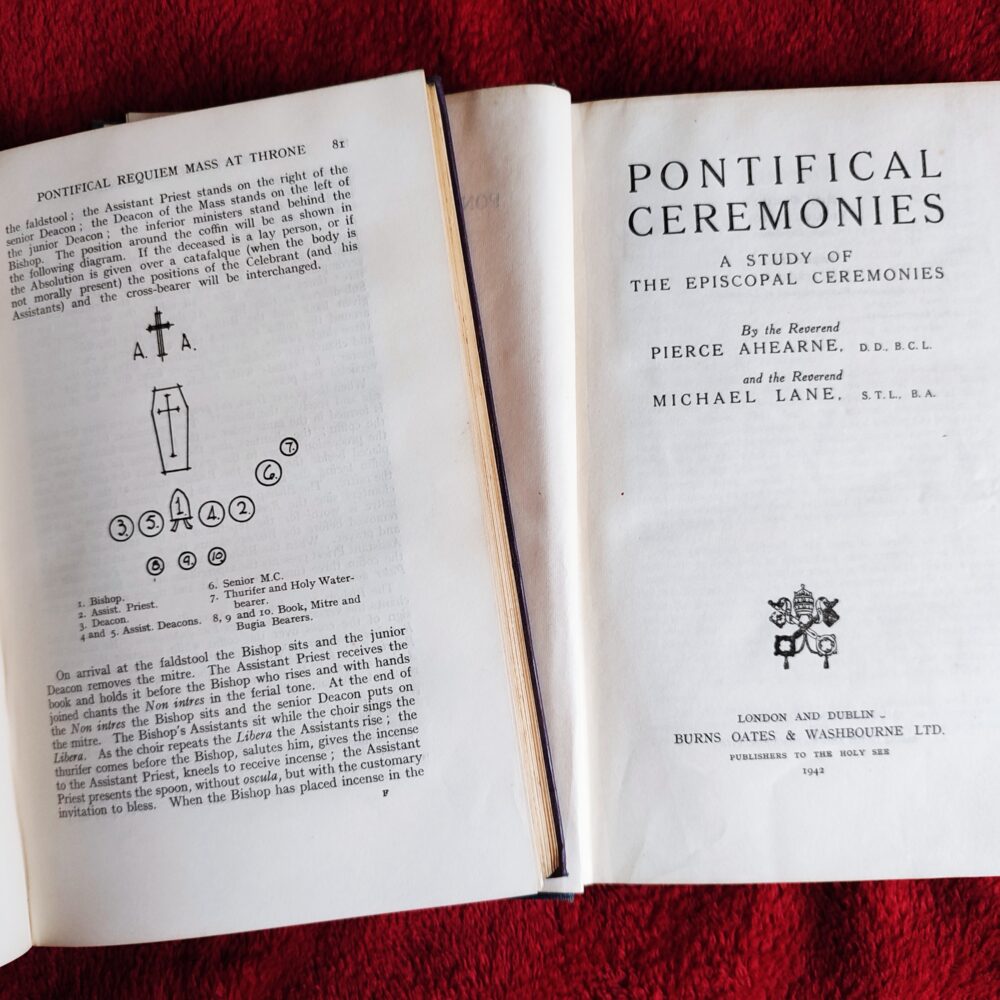 PONTIFICAL REQUIEM MASS AT THRONE 81
the faldstool ; the Assistant Priest stands on the right of the
senior Deacon ; the Deacon of the Mass stands on the left of
the junior Deacon ; the inferior ministers stand behind the
Bishop. The position around the coffin will be as shown in
the following diagram. If the deceased is a lay person, or if
the Absolution is given over a catafalque (when the body is
not morally present) the positions of the Celebrant (and his
Assistants) and the cross-bearer will be interchanged.
A. A.
7.
6.
3. 5. 1. 4. 2.
8. 9. 10
1. Bishop.
2. Assist. Priest.
3. Deacon.
4 and 5. Assist. Deacons.
6. Senior M.C.
7. Thurifer and Holy Water-
bearer.
8, 9 and 10. Book, Mitre and
Bugia Bearers.
On arrival at the faldstool the Bishop sits and the junior
Deacon removes the mitre. The Assistant Priest receives the
book and holds it before the Bishop who rises and with hands
joined chants the Non intres in the ferial tone. At the end of
the Non intres the Bishop sits and the senior Deacon puts on
the mitre. The Bishop's Assistants sit while the choir sings the
Libera. As the choir repeats the Libera the Assistants rise ; the
thurifer comes before the Bishop, salutes him, gives the incense
to the Assistant Priest, kneels to receive incense ; the Assistant
Priest presents the spoon, without oscula, but with the customary
invitation to bless. When the Bishop has placed incense in the
F
PONTIFICAL
CEREMONIES
A STUDY OF
THE EPISCOPAL CEREMONIES
By the Reverend
PIERCE AHEARNE, D.D., B.C.L.
and the Reverend
MICHAEL LANE, S.T.L., B.A.
LONDON AND DUBLIN
BURNS OATES & WASHBOURNE LTD.
PUBLISHERS TO THE HOLY SEE
1942